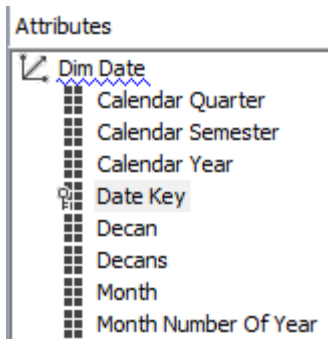 Attributes
Dim Date
Calendar Quarter
Calendar Semester
Calendar Year
Date Key
Decan
Decans
Month
Month Number Of Year